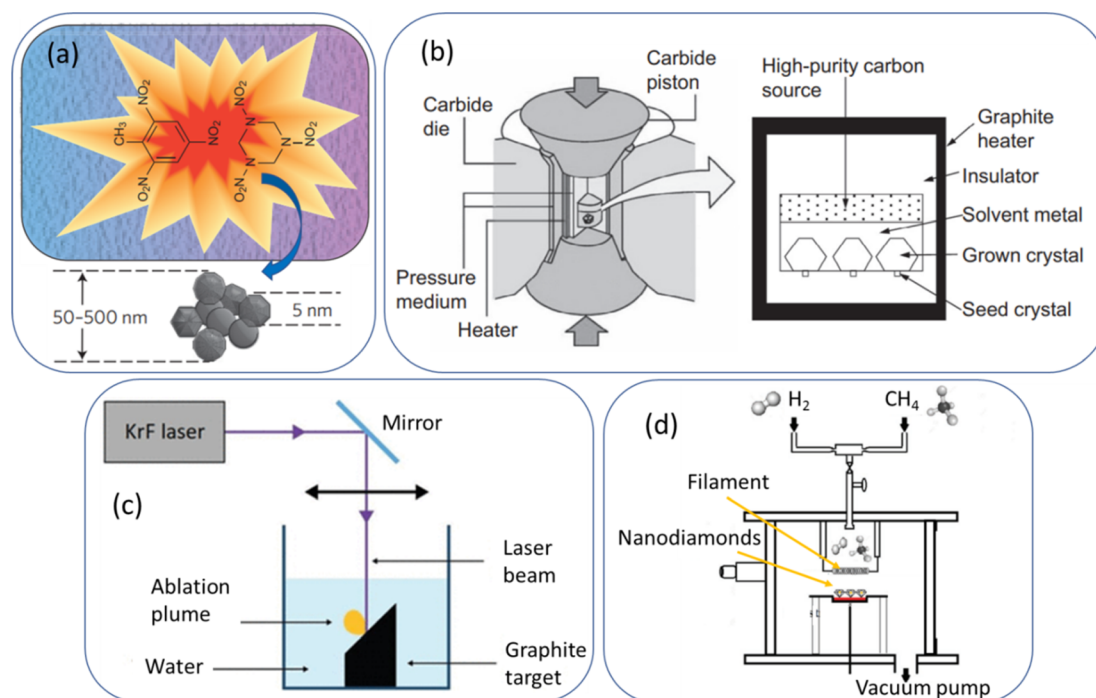 (a)
NO₂
CH₃
O₂N
NO₂
NO₂
N
N
N
NO₂
O₂N
50-500 nm
5 nm
(b)
Carbide
piston
Carbide
die
Pressure
medium
Heater
High-purity carbon
source
Graphite
heater
Insulator
Solvent metal
Grown crystal
Seed crystal
(c)
KrF laser
Mirror
Laser
beam
Ablation
plume
Water
Graphite
target
(d)
H₂
CH₄
Filament
Nanodiamonds
Vacuum pump